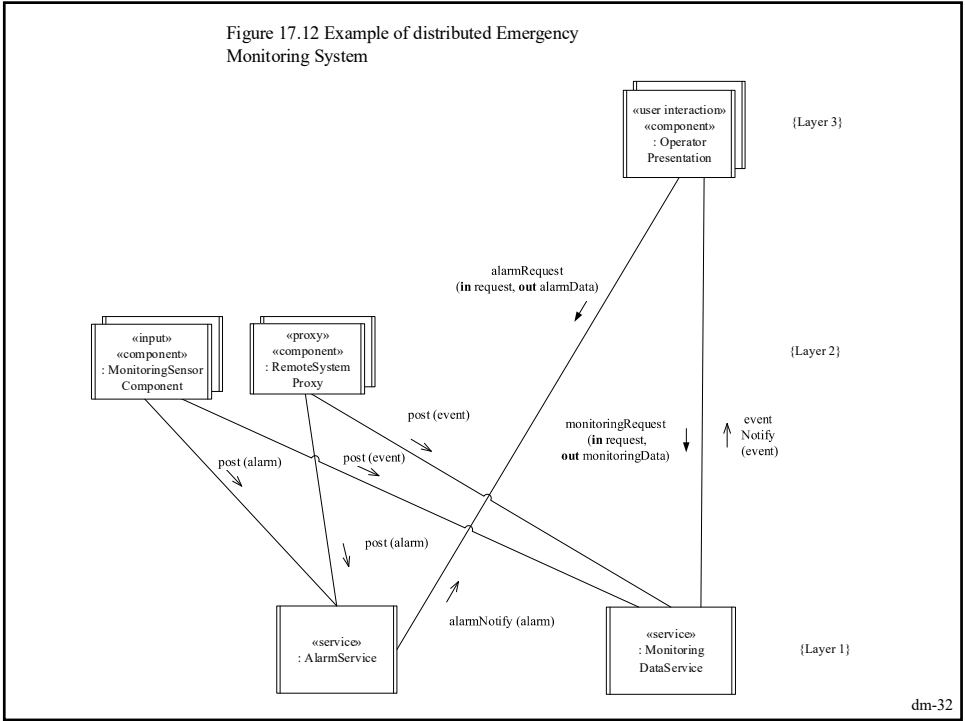 Figure 17.12 Example of distributed Emergency
Monitoring System
«user interaction»
«component»
: Operator
Presentation
{Layer 3}
alarmRequest
(in request, out alarmData)
«input»
«component»
: MonitoringSensor
Component
«proxy»
«component»
: RemoteSystem
Proxy
{Layer 2}
post (event)
monitoringRequest
(in request,
out monitoringData)
event
Notify
(event)
post (alarm)
post (event)
post (alarm)
alarmNotify (alarm)
«service»
: AlarmService
«service»
: Monitoring
DataService
{Layer 1}
dm-32